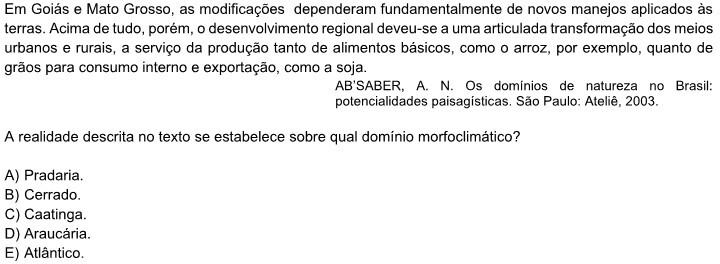 Em Goiás e Mato Grosso, as modificações dependeram fundamentalmente de novos manejos aplicados às
terras. Acima de tudo, porém, o desenvolvimento regional deveu-se a uma articulada transformação dos meios
urbanos e rurais, a serviço da produção tanto de alimentos básicos, como o arroz, por exemplo, quanto de
grãos para consumo interno e exportação, como a soja.
AB'SABER, A. N. Os domínios de natureza no Brasil:
potencialidades paisagísticas. São Paulo: Ateliê, 2003.
A realidade descrita no texto se estabelece sobre qual domínio morfoclimático?
A) Pradaria.
B) Cerrado.
C) Caatinga.
D) Araucária.
E) Atlântico.